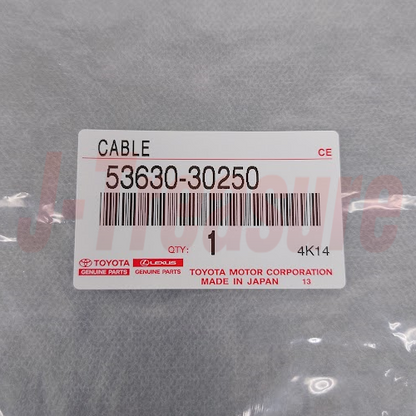 CABLE
CE
53630-30250
QTY: 1 4K14
TOYOTA LEXUS
GENUINE PARTS GENUINE PARTS
TOYOTA MOTOR CORPORATION
MADE IN JAPAN 13
J-Treasure